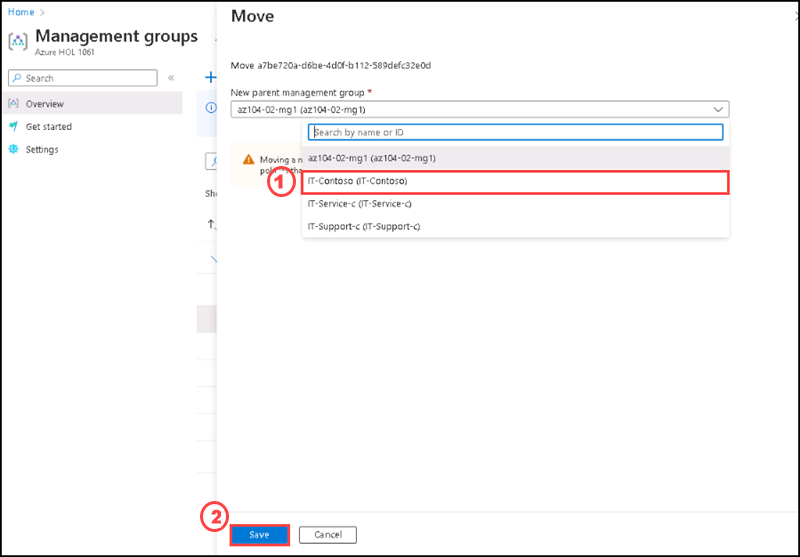 Home
Management groups
Azure HOL 1061
Search
Overview
Get started
Settings
Move
Move a7be720a-d6be-4d0f-b112-589defc32e0d
New parent management group *
az104-02-mg1 (az104-02-mg1)
Search by name or ID
Moving a
az104-02-mg1 (az104-02-mg1)
1
IT-Contoso (IT-Contoso)
IT-Service-c (IT-Service-c)
IT-Support-c (IT-Support-c)
2
Save
Cancel